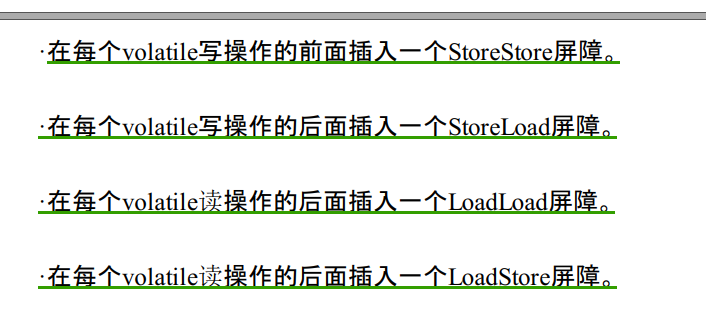 ·在每个volatile写操作的前面插入一个StoreStore屏障。
·在每个volatile写操作的后面插入一个StoreLoad屏障。
·在每个volatile读操作的后面插入一个LoadLoad屏障。
·在每个volatile读操作的后面插入一个LoadStore屏障。